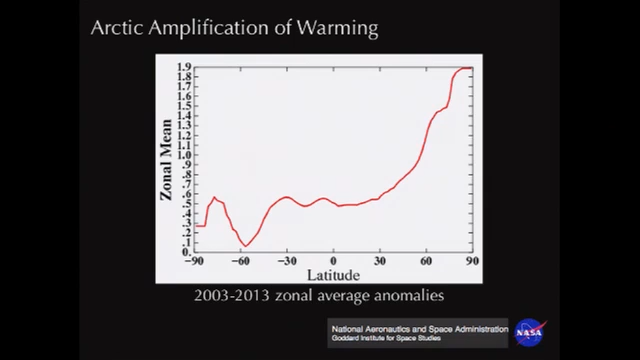 Arctic Amplification of Warming
1.9
1.8
1.7
1.6
1.5
1.4
1.3
1.2
1.1
1.0
.9
.8
.7
.6
.5
.4
.3
.2
.1
0.
Zonal Mean
−90 −60 −30 0 30 60 90
Latitude
2003-2013 zonal average anomalies
National Aeronautics and Space Administration
Goddard Institute for Space Studies
NASA